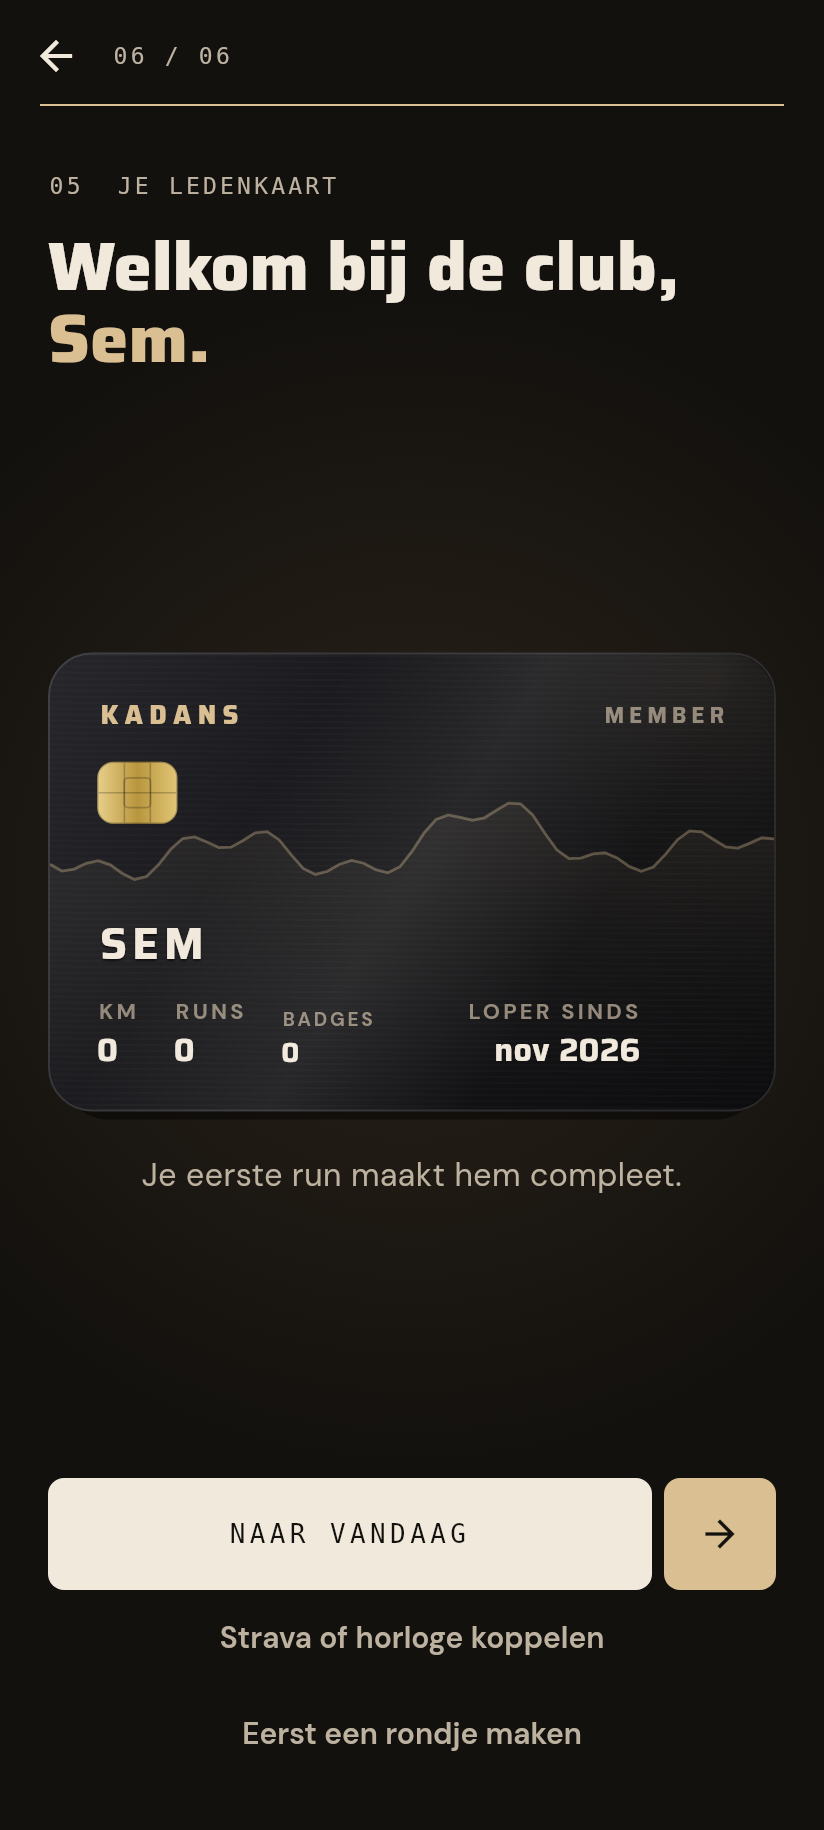 06 / 06
05 JE LEDENKAART
Welkom bij de club,
Sem.
KADANS MEMBER
SEM
KM RUNS BADGES LOPER SINDS
0 0 0 nov 2026
Je eerste run maakt hem compleet.
NAAR VANDAAG
Strava of horloge koppelen
Eerst een rondje maken